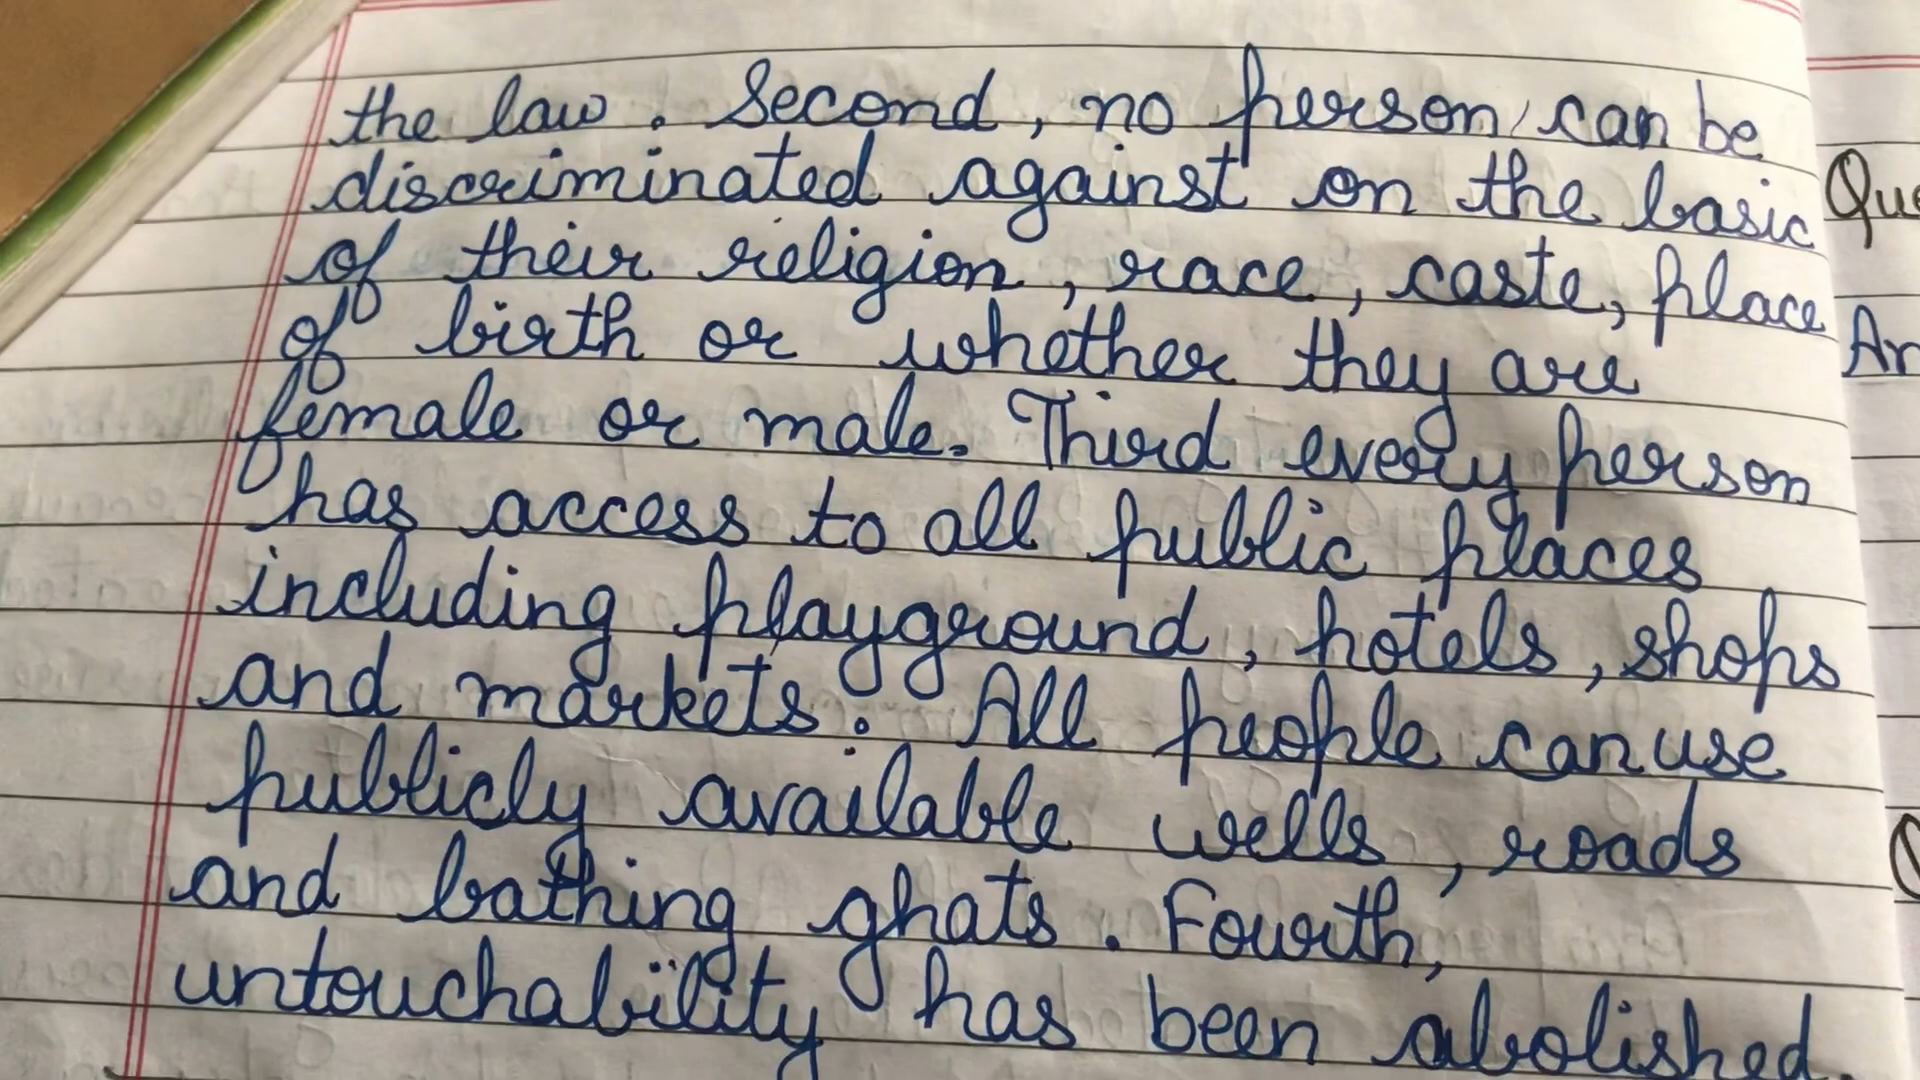 the law. Second, no person can be
discriminated against on the basic
of their religion, race, caste, place
of birth or whether they are
female or male. Third every person
has access to all public places
including playground, hotels, shops
and markets. All people can use
publicly available wells, roads
and bathing ghats. Fourth,
untouchability has been abolished.
Que
An